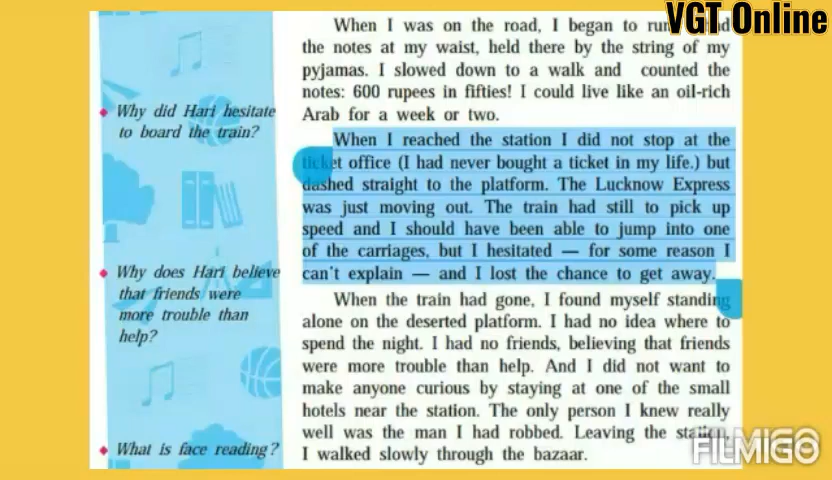 VGT Online
When I was on the road, I began to run.
the notes at my waist, held there by the string of my
pyjamas. I slowed down to a walk and counted the
notes: 600 rupees in fifties! I could live like an oil-rich
Arab for a week or two.
Why did Hari hesitate
to board the train?
When I reached the station I did not stop at the
ticket office (I had never bought a ticket in my life.) but
dashed straight to the platform. The Lucknow Express
was just moving out. The train had still to pick up
speed and I should have been able to jump into one
of the carriages, but I hesitated — for some reason I
can't explain — and I lost the chance to get away.
Why does Hari believe
that friends were
more trouble than
help?
When the train had gone, I found myself standing
alone on the deserted platform. I had no idea where to
spend the night. I had no friends, believing that friends
were more trouble than help. And I did not want to
make anyone curious by staying at one of the small
hotels near the station. The only person I knew really
well was the man I had robbed. Leaving the station,
I walked slowly through the bazaar.
What is face reading?
FILMIGO